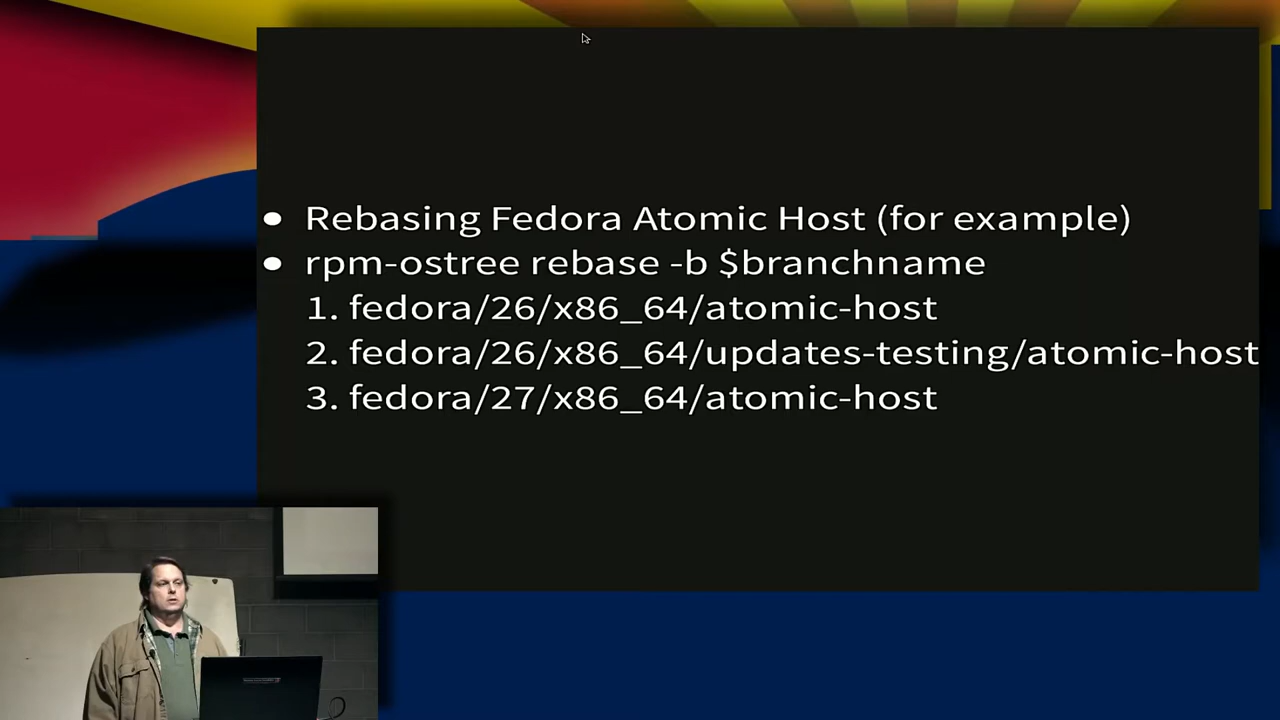 ● Rebasing Fedora Atomic Host (for example)
● rpm-ostree rebase -b $branchname
1. fedora/26/x86_64/atomic-host
2. fedora/26/x86_64/updates-testing/atomic-host
3. fedora/27/x86_64/atomic-host